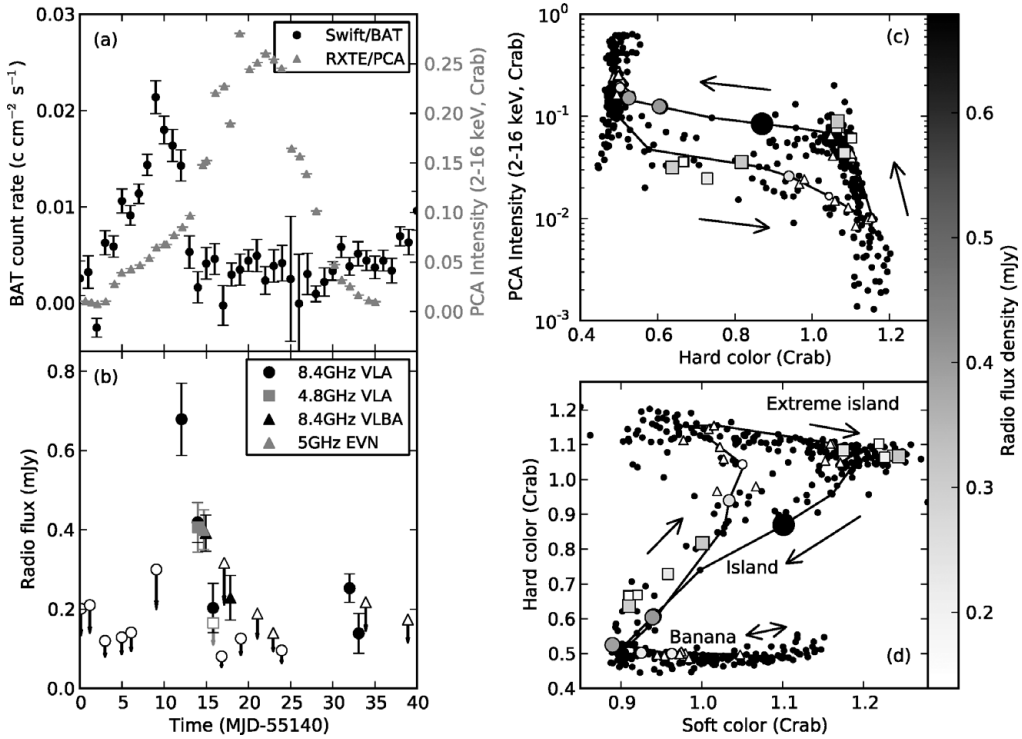 (a)
Swift/BAT
RXTE/PCA
BAT count rate (c cm⁻² s⁻¹)
0.03
0.02
0.01
0.00
PCA Intensity (2-16 keV, Crab)
0.25
0.20
0.15
0.10
0.05
0.00
(b)
8.4GHz VLA
4.8GHz VLA
8.4GHz VLBA
5GHz EVN
Radio flux (mJy)
0.8
0.6
0.4
0.2
0.0
0 5 10 15 20 25 30 35 40
Time (MJD-55140)
(c)
PCA Intensity (2-16 keV, Crab)
10⁰
10⁻¹
10⁻²
10⁻³
0.4 0.6 0.8 1.0 1.2
Hard color (Crab)
Extreme island
Island
Banana
(d)
Hard color (Crab)
1.2
1.1
1.0
0.9
0.8
0.7
0.6
0.5
0.4
0.9 1.0 1.1 1.2
Soft color (Crab)
0.6
0.5
0.4
0.3
0.2
Radio flux density (mJy)